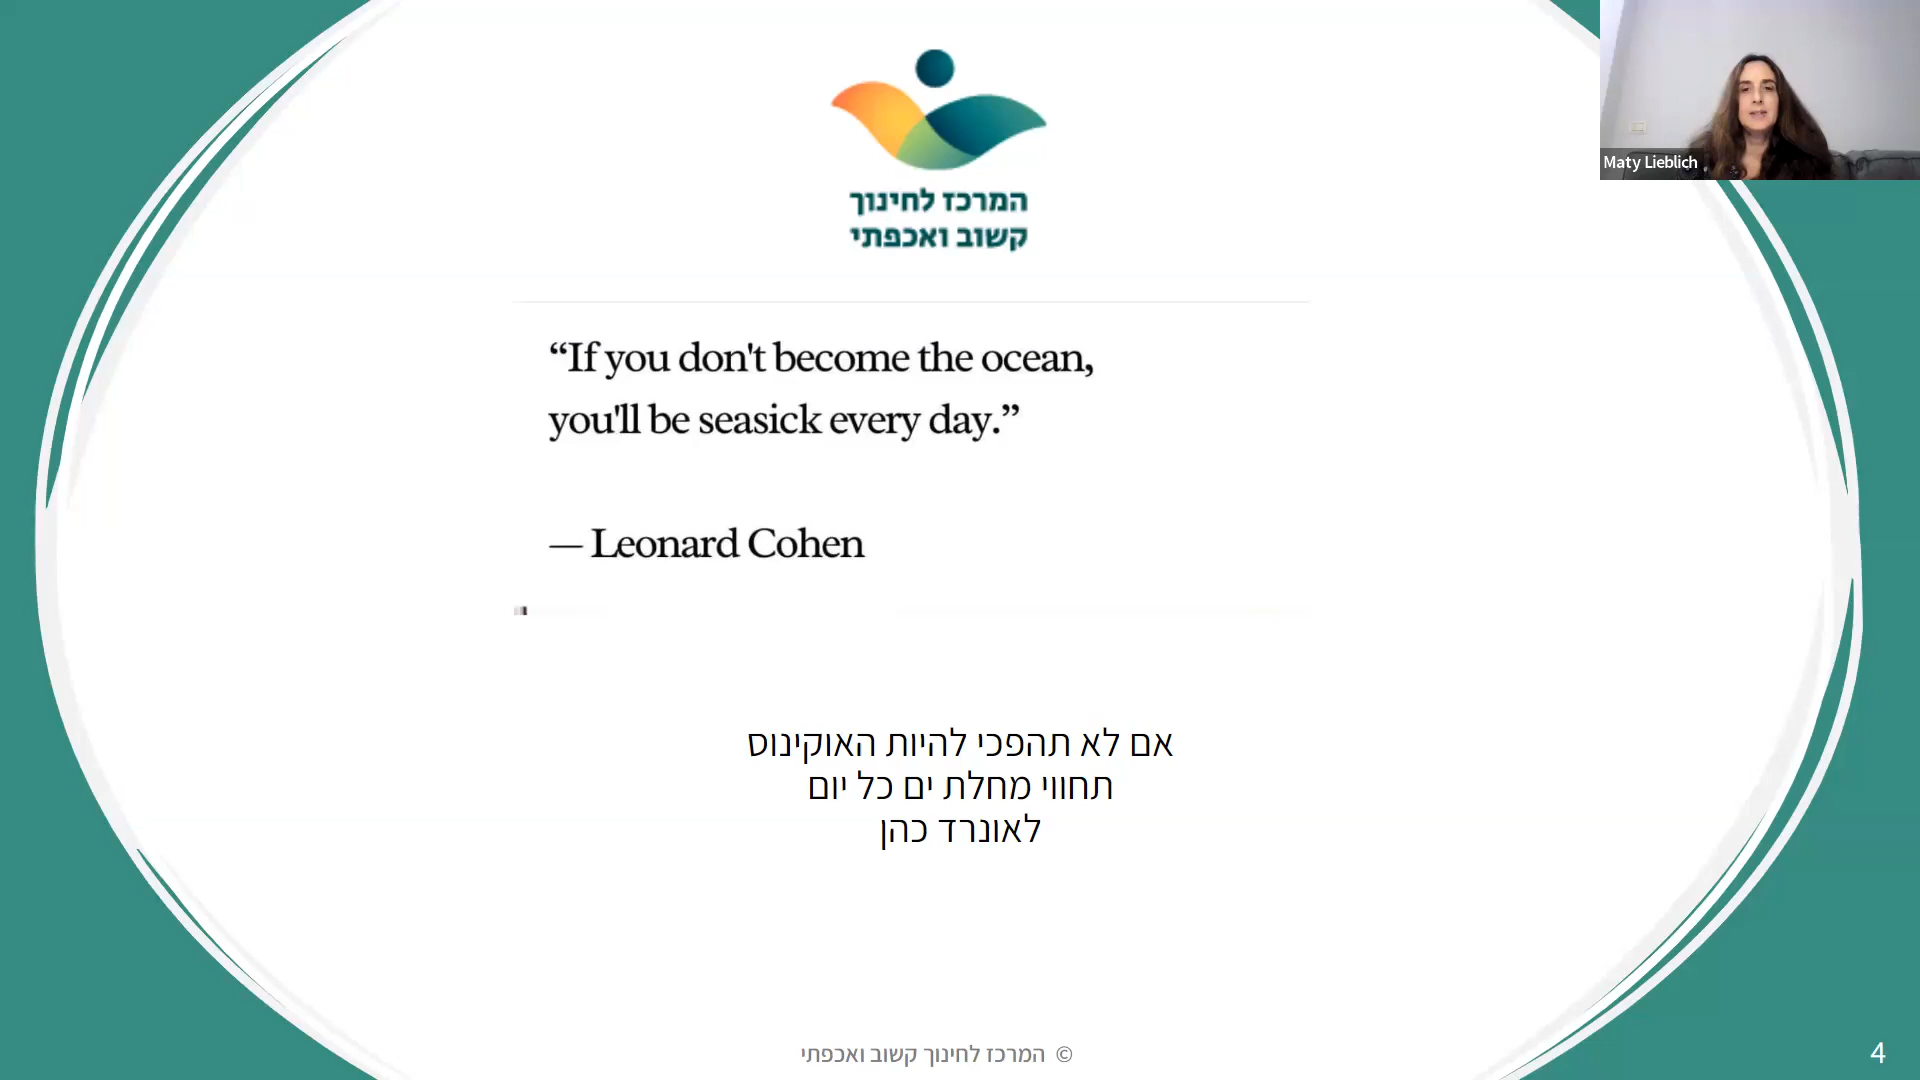 המרכז לחינוך
קשוב ואכפתי
Maty Lieblich
“If you don't become the ocean,
you'll be seasick every day.”
— Leonard Cohen
אם לא תהפכי להיות האוקינוס
תחווי מחלת ים כל יום
לאונרד כהן
© המרכז לחינוך קשוב ואכפתי
4